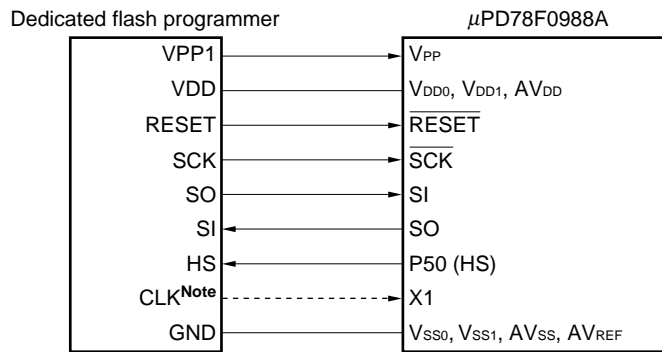 Dedicated flash programmer μPD78F0988A
VPP1 VPP
VDD VDD0, VDD1, AVDD
RESET RESET
SCK SCK
SO SI
SI SO
HS P50 (HS)
CLKNote X1
GND VSS0, VSS1, AVSS, AVREF